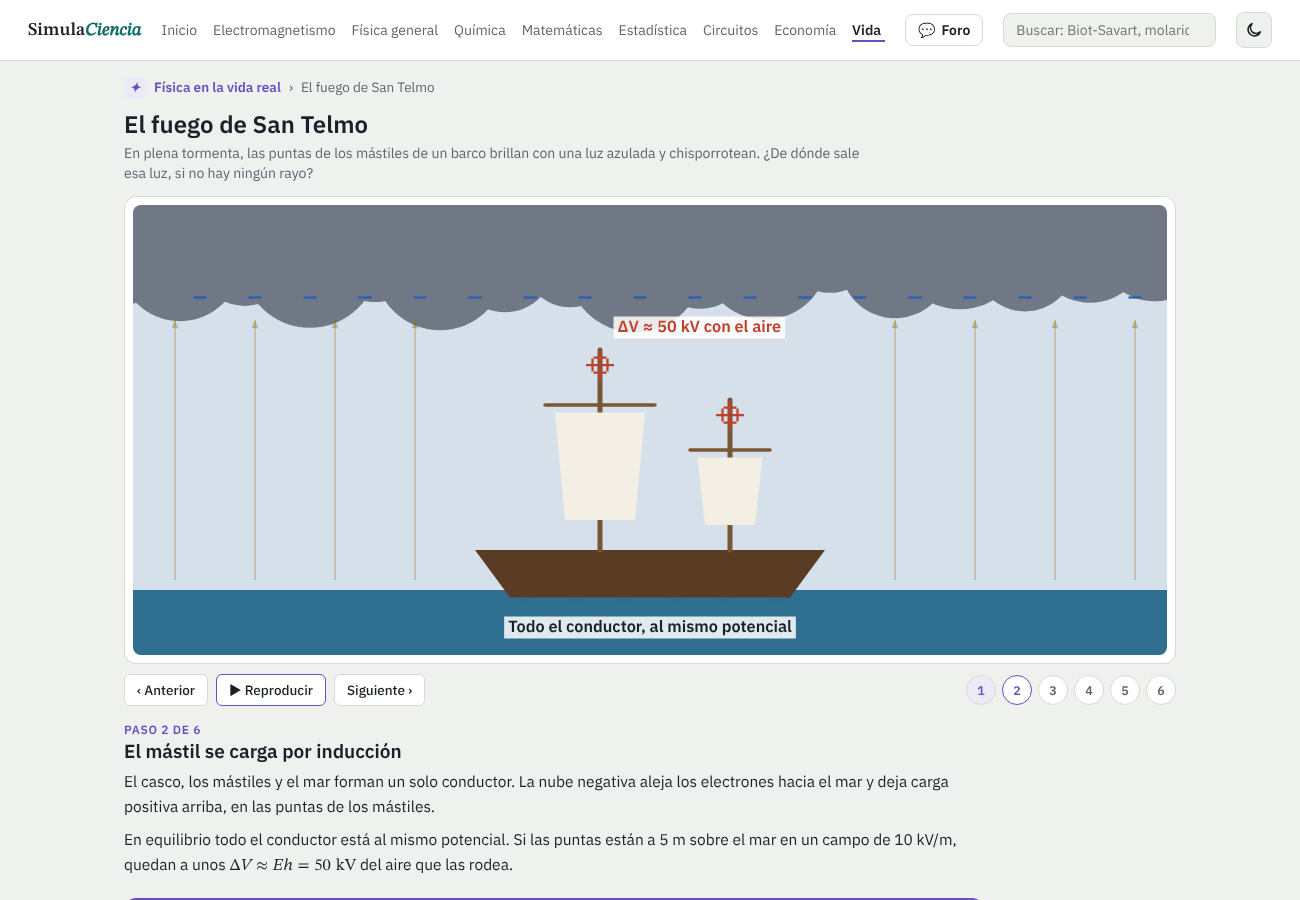 SimulaCiencia Inicio Electromagnetismo Física general Química Matemáticas Estadística Circuitos Economía Vida 💬 Foro Buscar: Biot-Savart, molaric
✦ Física en la vida real › El fuego de San Telmo
El fuego de San Telmo
En plena tormenta, las puntas de los mástiles de un barco brillan con una luz azulada y chisporrotean. ¿De dónde sale
esa luz, si no hay ningún rayo?
ΔV ≈ 50 kV con el aire
Todo el conductor, al mismo potencial
‹ Anterior ▶ Reproducir Siguiente › 1 2 3 4 5 6
PASO 2 DE 6
El mástil se carga por inducción
El casco, los mástiles y el mar forman un solo conductor. La nube negativa aleja los electrones hacia el mar y deja carga
positiva arriba, en las puntas de los mástiles.
En equilibrio todo el conductor está al mismo potencial. Si las puntas están a 5 m sobre el mar en un campo de 10 kV/m,
quedan a unos ΔV ≈ Eh = 50 kV del aire que las rodea.